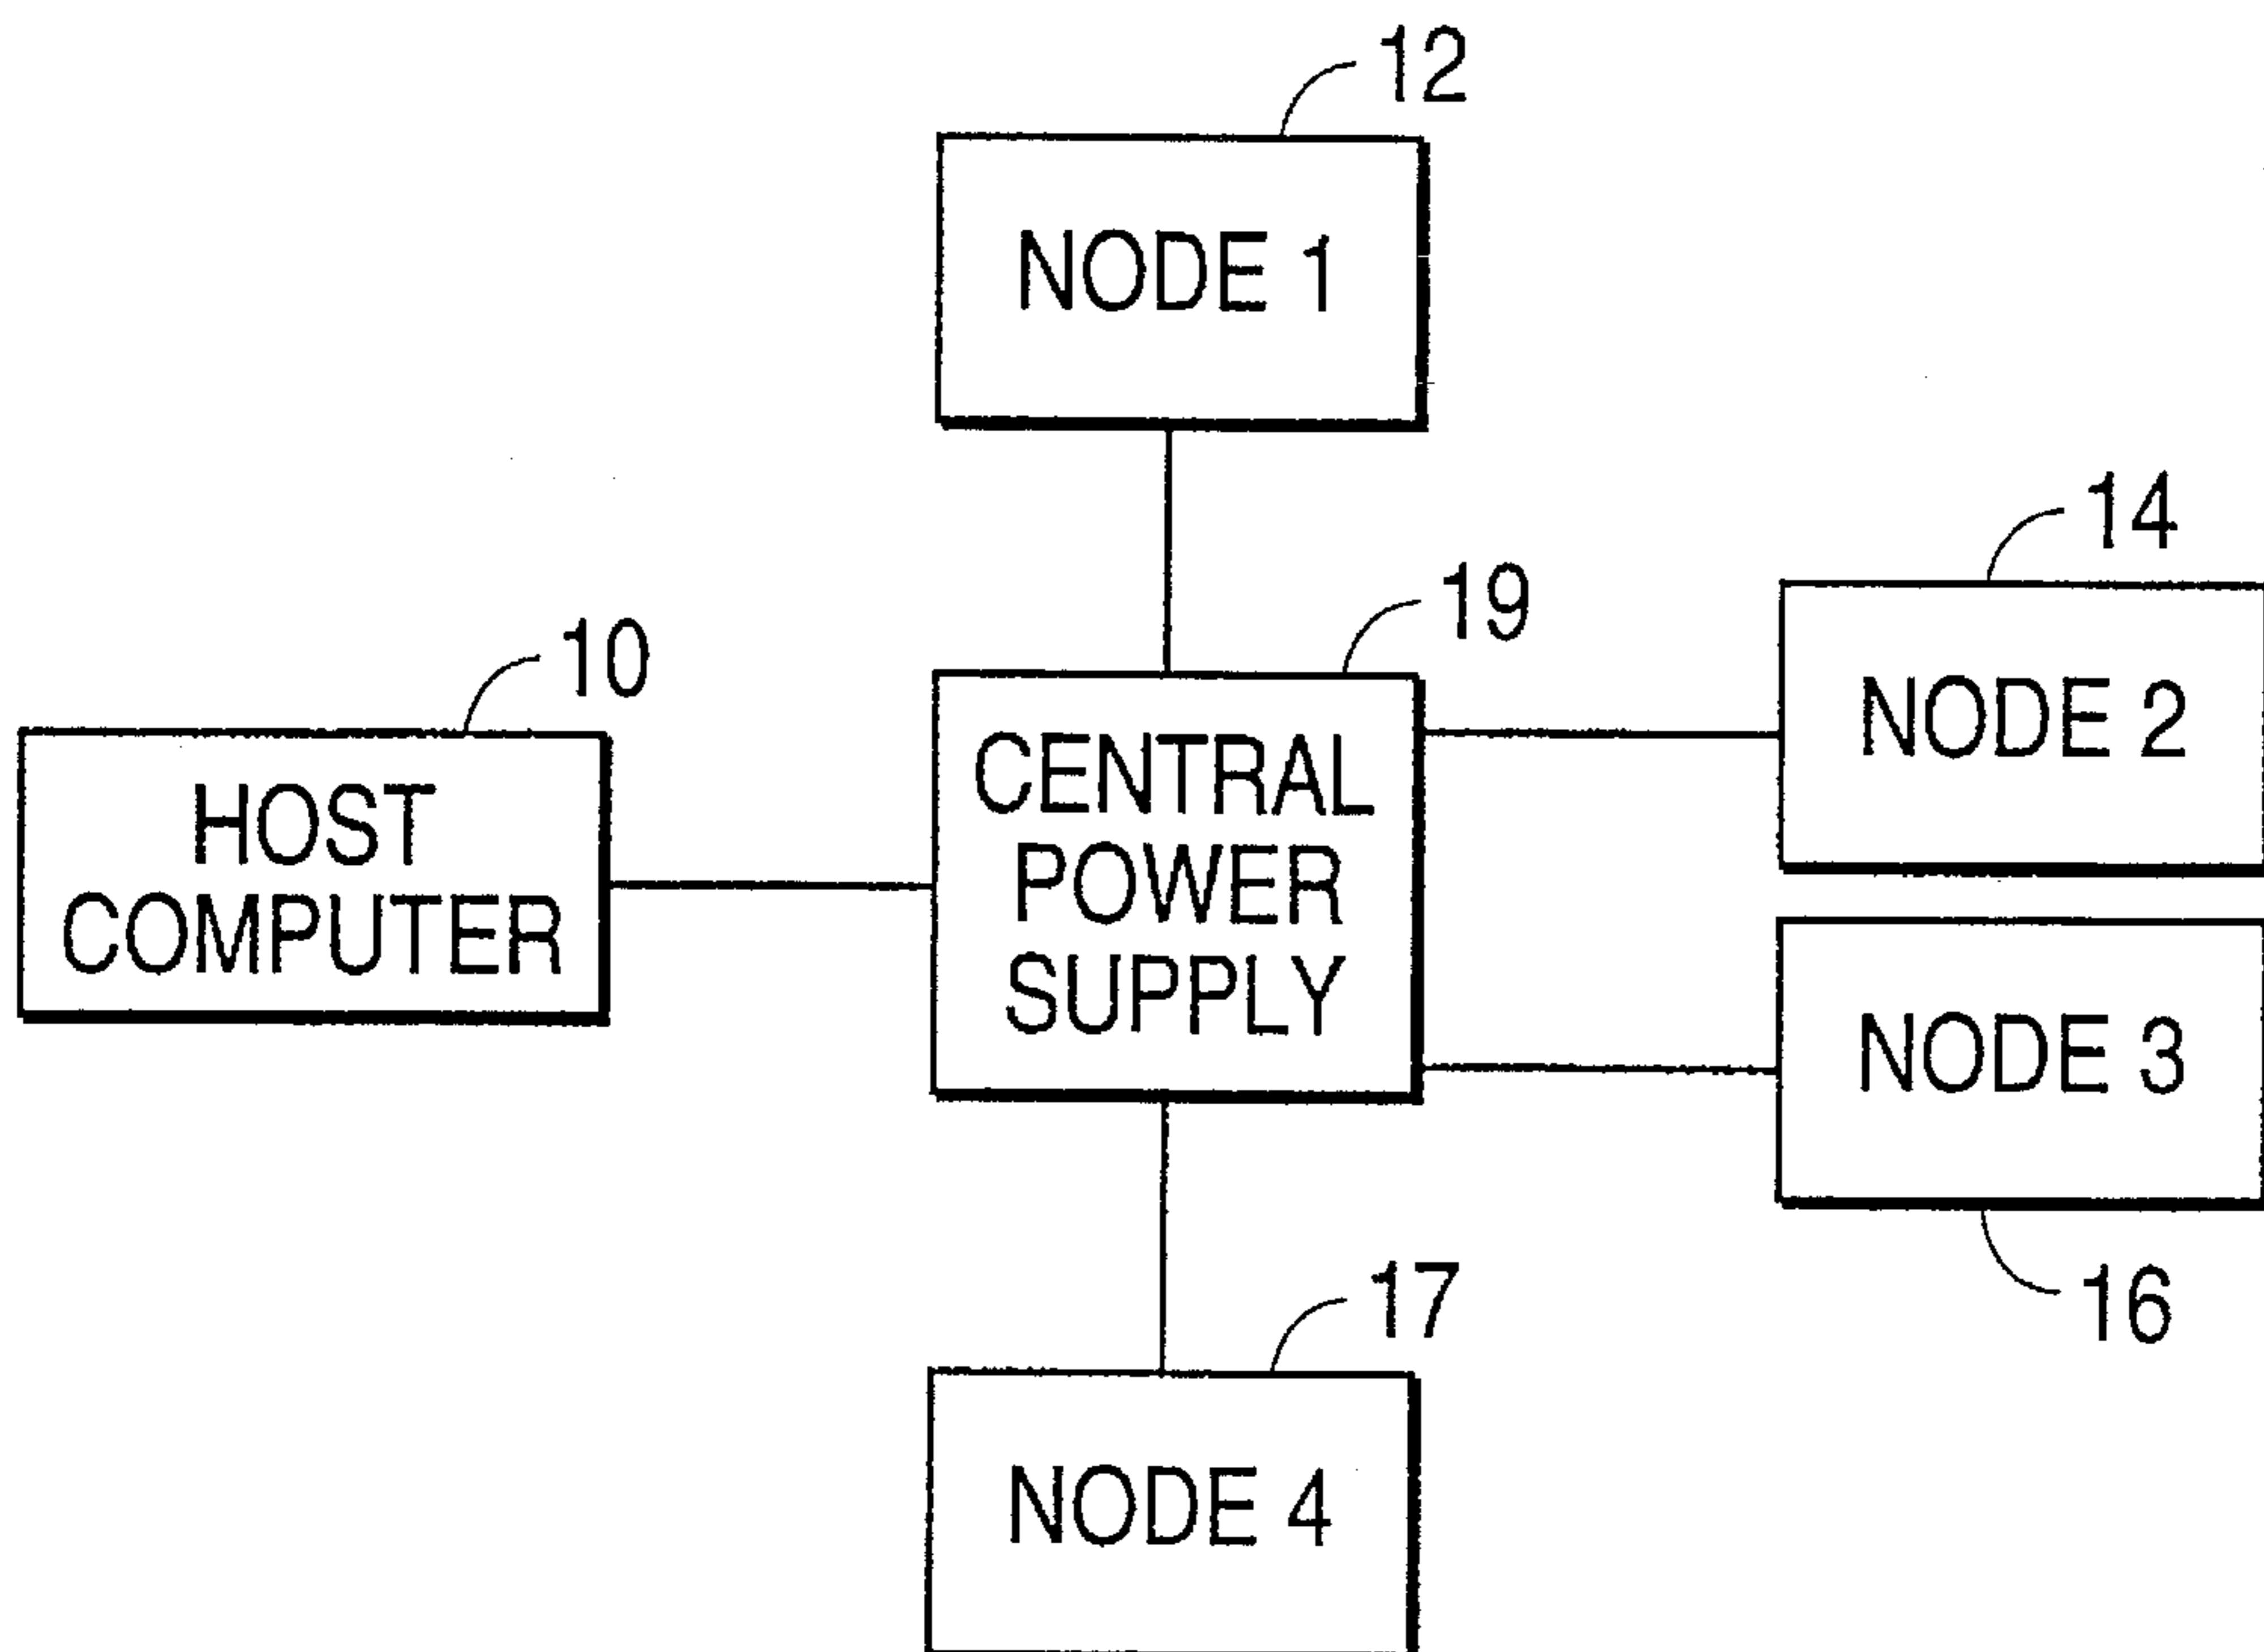 12
NODE 1
14
19
10
NODE 2
CENTRAL
POWER
SUPPLY
HOST
COMPUTER
NODE 3
16
17
NODE 4